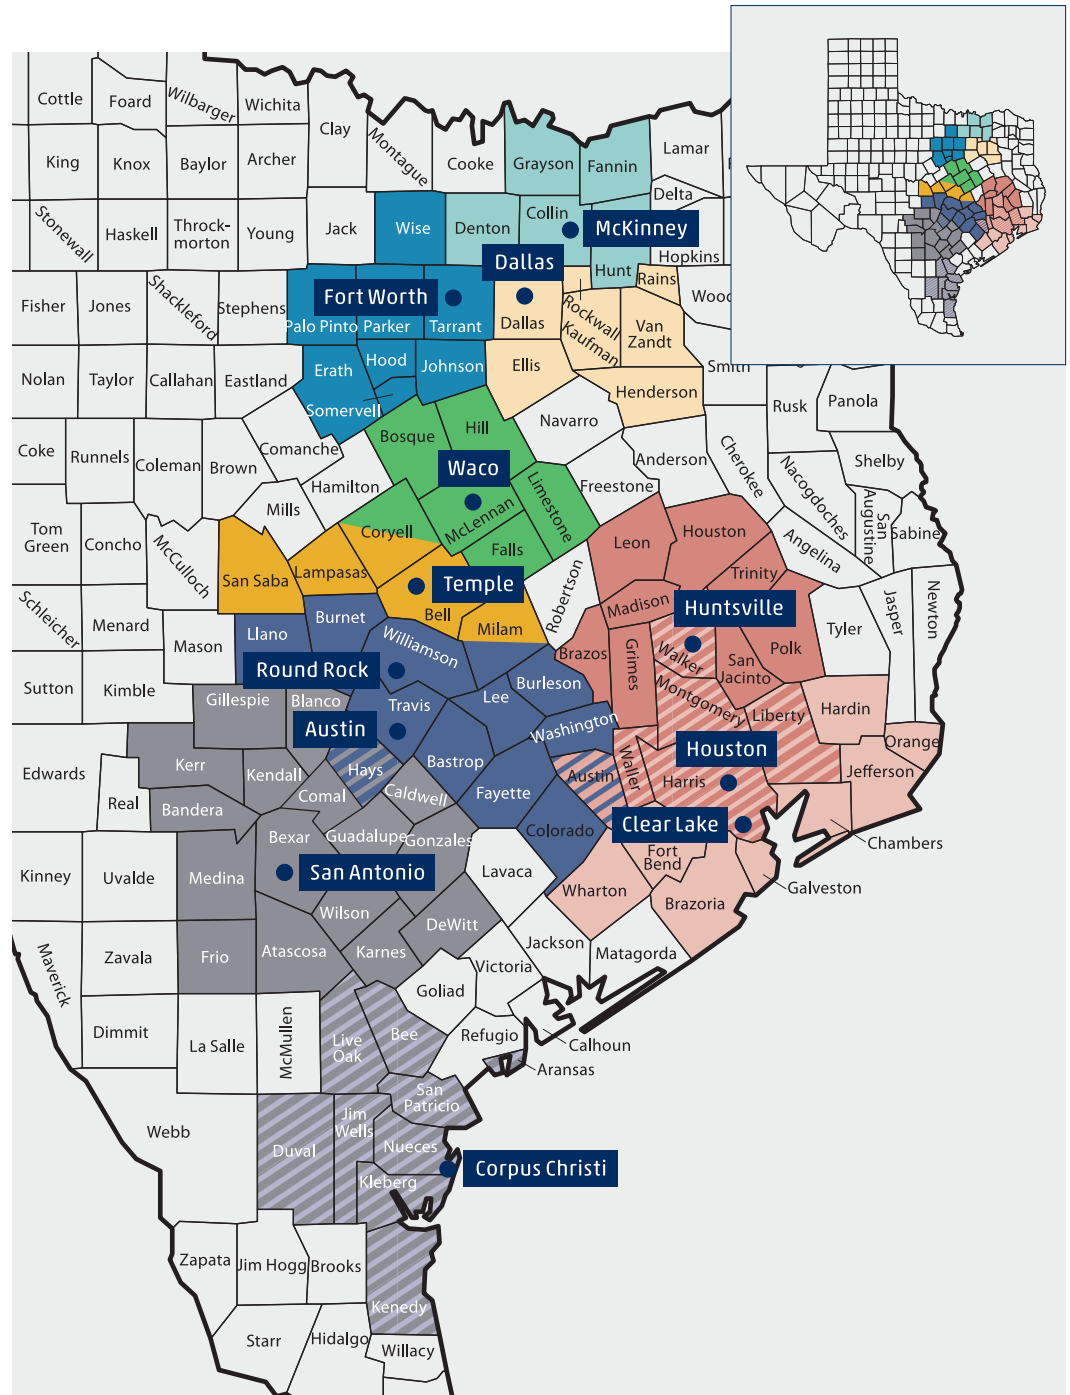 Cottle
Foard
Wilbarger
Wichita
Clay
Montague
Cooke
Grayson
Fannin
Lamar
King
Knox
Baylor
Archer
Delta
Stonewall
Haskell
Throck-
morton
Young
Jack
Wise
Denton
Collin
McKinney
Hopkins
Dallas
Hunt
Rains
Fisher
Jones
Shackleford
Stephens
Fort Worth
Palo Pinto
Parker
Tarrant
Dallas
Rockwall
Kaufman
Van
Zandt
Wood
Nolan
Taylor
Callahan
Eastland
Erath
Hood
Johnson
Ellis
Smith
Somervell
Henderson
Rusk
Panola
Coke
Runnels
Coleman
Brown
Comanche
Bosque
Hill
Navarro
Anderson
Cherokee
Nacogdoches
Shelby
Hamilton
Waco
Freestone
Limestone
Mills
McLennan
San
Augustine
Sabine
Tom
Green
Concho
McCulloch
Coryell
Falls
Leon
Houston
Angelina
San Saba
Lampasas
Temple
Bell
Milam
Robertson
Trinity
Madison
Huntsville
Schleicher
Menard
Mason
Llano
Burnet
Williamson
Brazos
Grimes
Walker
San
Jacinto
Polk
Tyler
Jasper
Newton
Sutton
Kimble
Round Rock
Gillespie
Blanco
Travis
Lee
Burleson
Montgomery
Liberty
Hardin
Austin
Washington
Houston
Orange
Edwards
Kerr
Kendall
Hays
Bastrop
Austin
Waller
Harris
Jefferson
Real
Bandera
Comal
Caldwell
Fayette
Colorado
Clear Lake
Chambers
Bexar
Guadalupe
Gonzales
Fort
Bend
Kinney
Uvalde
Medina
San Antonio
Lavaca
Wharton
Galveston
Brazoria
Wilson
DeWitt
Maverick
Zavala
Frio
Atascosa
Karnes
Jackson
Matagorda
Victoria
Goliad
Dimmit
La Salle
McMullen
Live
Oak
Bee
Refugio
Calhoun
Aransas
San
Patricio
Webb
Duval
Jim
Wells
Nueces
Corpus Christi
Kleberg
Zapata
Jim Hogg
Brooks
Kenedy
Starr
Hidalgo
Willacy